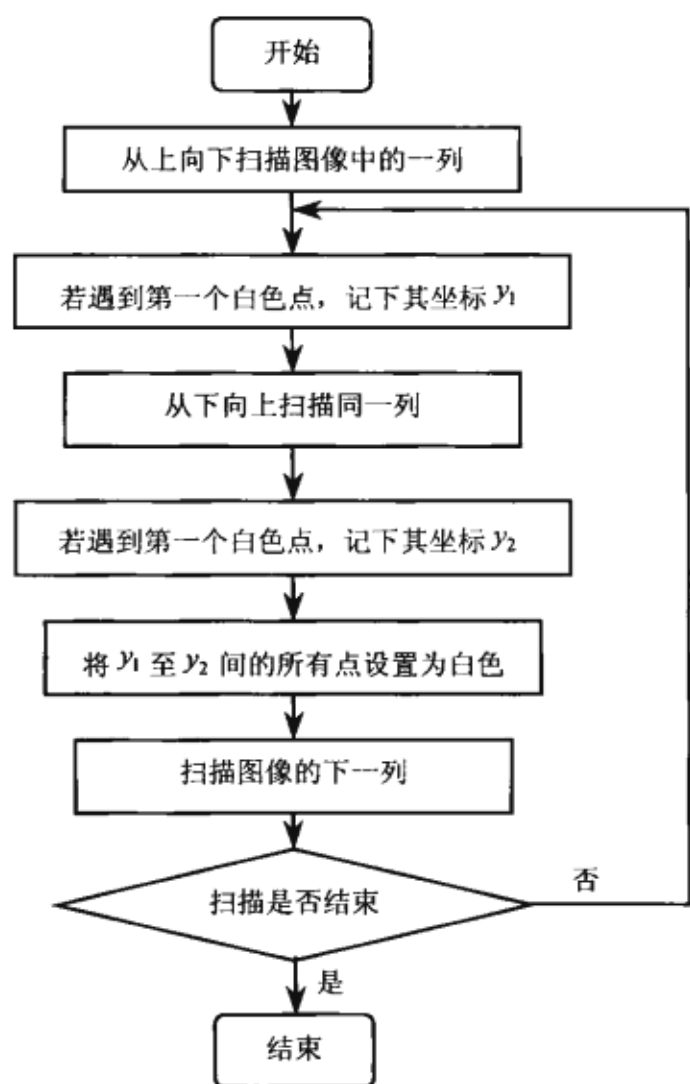 开始
从上向下扫描图像中的一列
若遇到第一个白色点，记下其坐标 y₁
从下向上扫描同一列
若遇到第一个白色点，记下其坐标 y₂
将 y₁ 至 y₂ 间的所有点设置为白色
扫描图像的下一列
扫描是否结束
否
是
结束